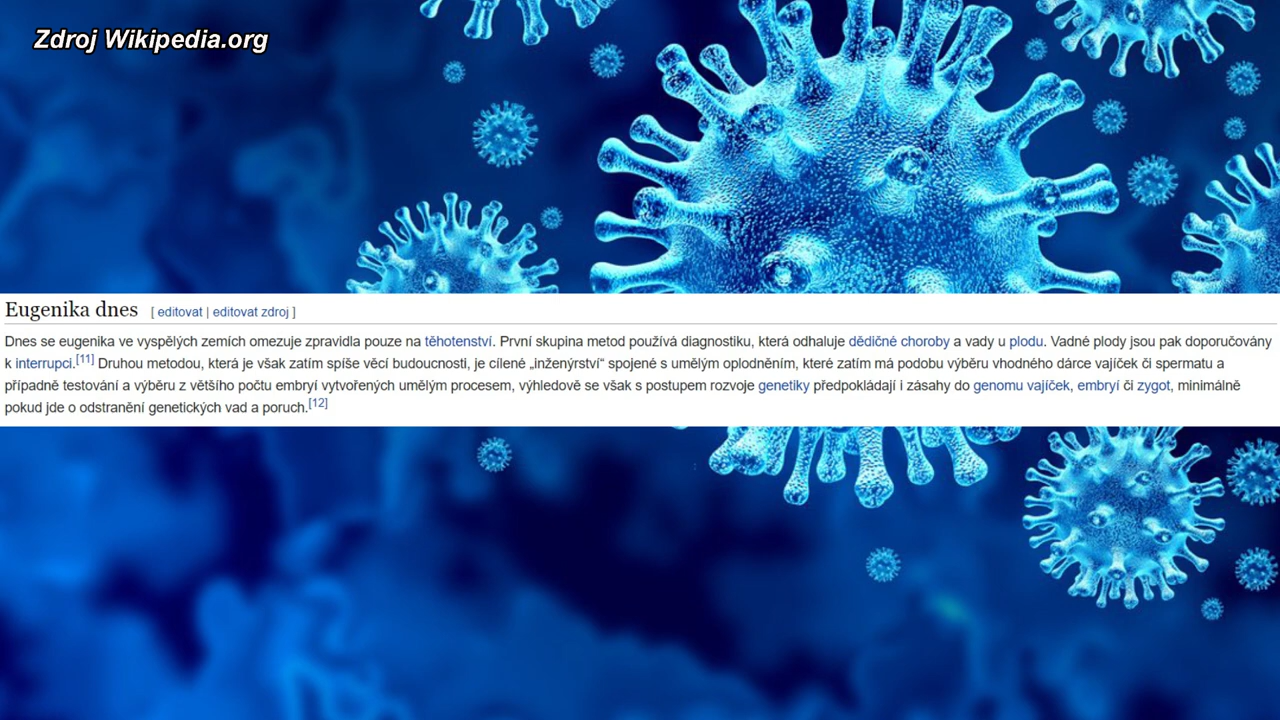 Zdroj Wikipedia.org
Eugenika dnes [ editovat | editovat zdroj ]
Dnes se eugenika ve vyspělých zemích omezuje zpravidla pouze na těhotenství. První skupina metod používá diagnostiku, která odhaluje dědičné choroby a vady u plodu. Vadné plody jsou pak doporučovány
k interrupci.[11] Druhou metodou, která je však zatím spíše věcí budoucnosti, je cílené „inženýrství“ spojené s umělým oplodněním, které zatím má podobu výběru vhodného dárce vajíček či spermatu a
případně testování a výběru z většího počtu embryí vytvořených umělým procesem, výhledově se však s postupem rozvoje genetiky předpokládají i zásahy do genomu vajíček, embryí či zygot, minimálně
pokud jde o odstranění genetických vad a poruch.[12]